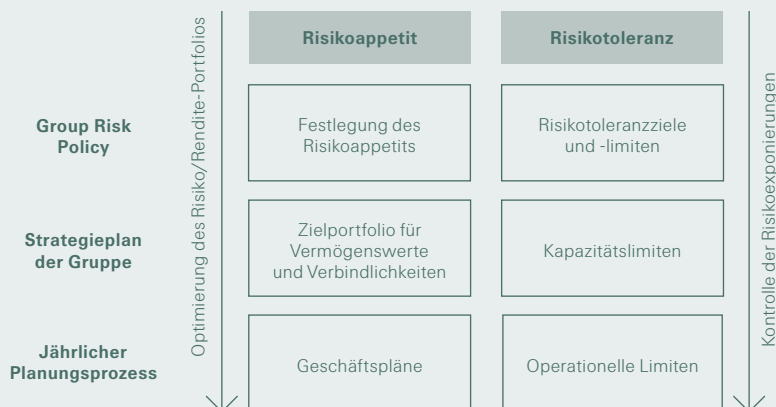 Risikoappetit
Risikotoleranz
Optimierung des Risiko/Rendite-Portfolios
Kontrolle der Risikoexponierungen
Group Risk
Policy
Festlegung des
Risikoappetits
Risikotoleranzziele
und -limiten
Strategieplan
der Gruppe
Zielportfolio für
Vermögenswerte
und Verbindlichkeiten
Kapazitätslimiten
Jährlicher
Planungsprozess
Geschäftspläne
Operationelle Limiten